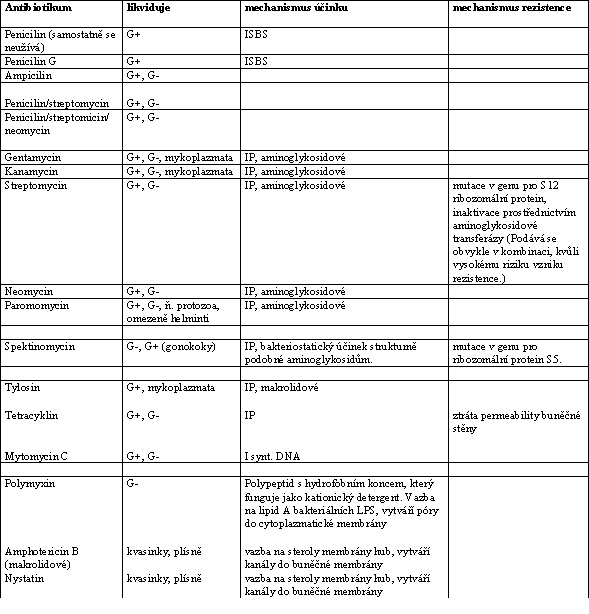 Antibiotikum likviduje mechanismus účinku mechanismus rezistence
Penicilin (samostatně se G+ ISBS
neužívá)
Penicilin G G+ ISBS
Ampicilin G+, G-
Penicilin/streptomycin G+, G-
Penicilin/streptomicin/ G+, G-
neomycin
Gentamycin G+, G-, mykoplazmata IP, aminoglykosidové
Kanamycin G+, G-, mykoplazmata IP, aminoglykosidové
Streptomycin G+, G- IP, aminoglykosidové mutace v genu pro S12
ribozomální protein,
inaktivace prostřednictvím
aminoglykosidové
transferázy (Podává se
obvykle v kombinaci, kvůli
vysokému riziku vzniku
rezistence.)
Neomycin G+, G- IP, aminoglykosidové
Paromomycin G+, G-, ň. protozoa, IP, aminoglykosidové
omezeně helminti
Spektinomycin G-, G+ (gonokoky) IP, bakteriostatický účinek strukturně mutace v genu pro
podobné aminoglykosidům. ribozomální protein S5.
Tylosin G+, mykoplazmata IP, makrolidové
Tetracyklin G+, G- IP ztráta permeability buněčné
stěny
Mytomycin C G+, G- I synt. DNA
Polymyxin G- Polypeptid s hydrofobním koncem, který
funguje jako kationický detergent. Vazba
na lipid A bakteriálních LPS, vytváří póry
do cytoplazmatické membrány
Amphotericin B kvasinky, plísně vazba na steroly membrány hub, vytváří
(makrolidové) kanály do buněčné membrány
Nystatin kvasinky, plísně vazba na steroly membrány hub, vytváří
kanály do buněčné membrány